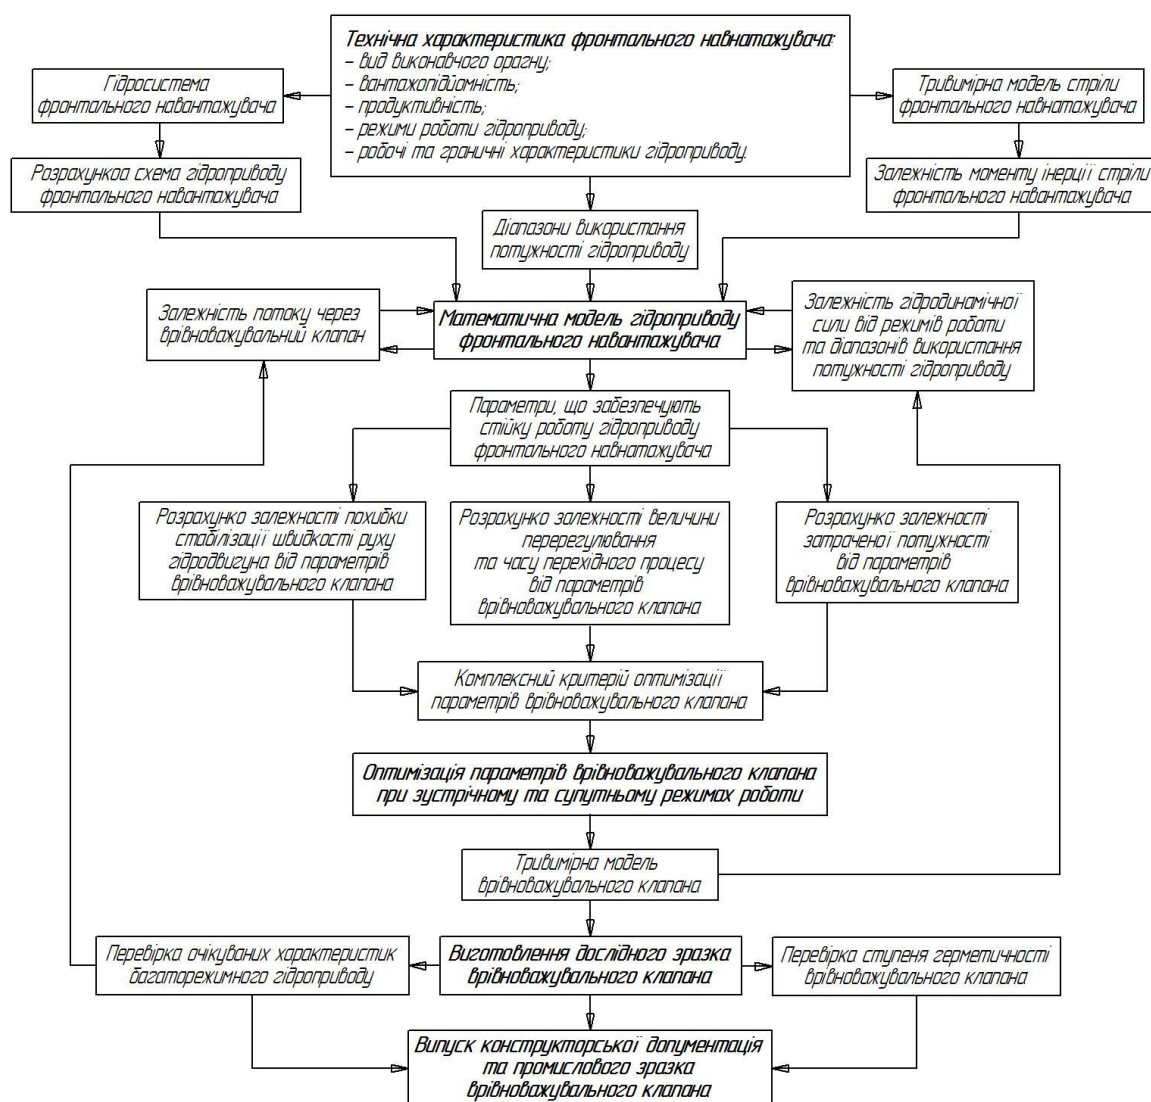 Технічна характеристика фронтального навнатажувача:
– вид виконавчого орагну;
– вантажопідйомність;
– продуктивність;
– режими роботи гідроприводу;
– робочі та граничні характеристики гідроприводу.
Гідросистема
фронтального навантажувача
Тривимірна модель стріли
фронтального навнатажувача
Розрахункоа схема гідроприводу
фронтального навантажувача
Залежність моменту інерції стріли
фронтального навантажувача
Діапазони використання
потужності гідроприводу
Залежність потоку через
врівноважувальний клапан
Математична модель гідроприводу
фронтального навантажувача
Залежність гідродинамічної
сили від режимів роботи
та діапазонів використання
потужності гідроприводу
Параметри, що забезпечують
стійку роботу гідроприводу
фронтального навнатажувача
Розрахунко залежності похибки
стабілізації швидкості руху
гідродвигуна від параметрів
врівноважувального клапана
Розрахунко залежності величини
перерегулювання
та часу перехідного процесу
від параметрів
врівноважувального клапана
Розрахунко залежності
затраченої потужності
від параметрів
врівноважувального клапана
Комплексний критерій оптимізації
параметрів врівноважувального клапана
Оптимізація параметрів врівноважувального клапана
при зустрічному та супутньому режимах роботи
Тривимірна модель
врівноважувального клапана
Перевірка очікуваних характеристик
багатарежимного гідроприводу
Виготовлення дослідного зразка
врівноважувального клапана
Перевірка ступеня герметичності
врівноважувального клапана
Випуск конструкторської допументація
та промислового зразка
врівноважувального клапана